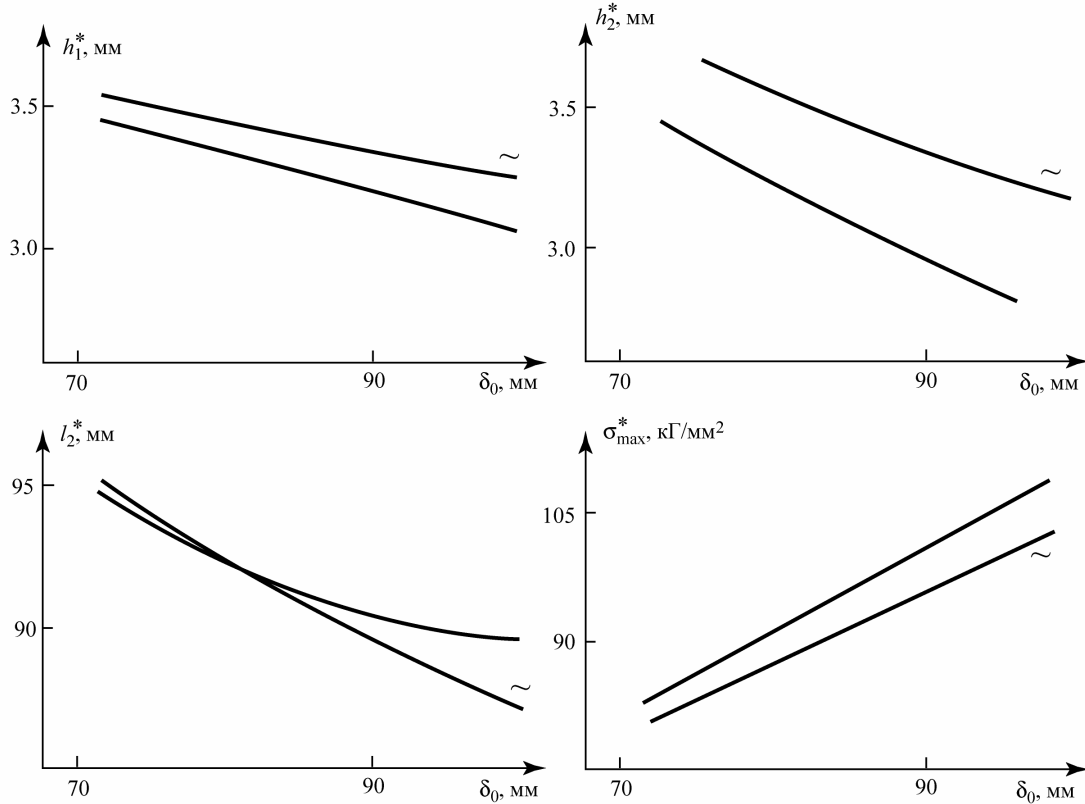 h₁*, мм
3.5
~
3.0
70
90
δ₀, мм
h₂*, мм
3.5
~
3.0
70
90
δ₀, мм
l₂*, мм
95
90
~
70
90
δ₀, мм
σ*max, кГ/мм²
105
~
90
70
90
δ₀, мм